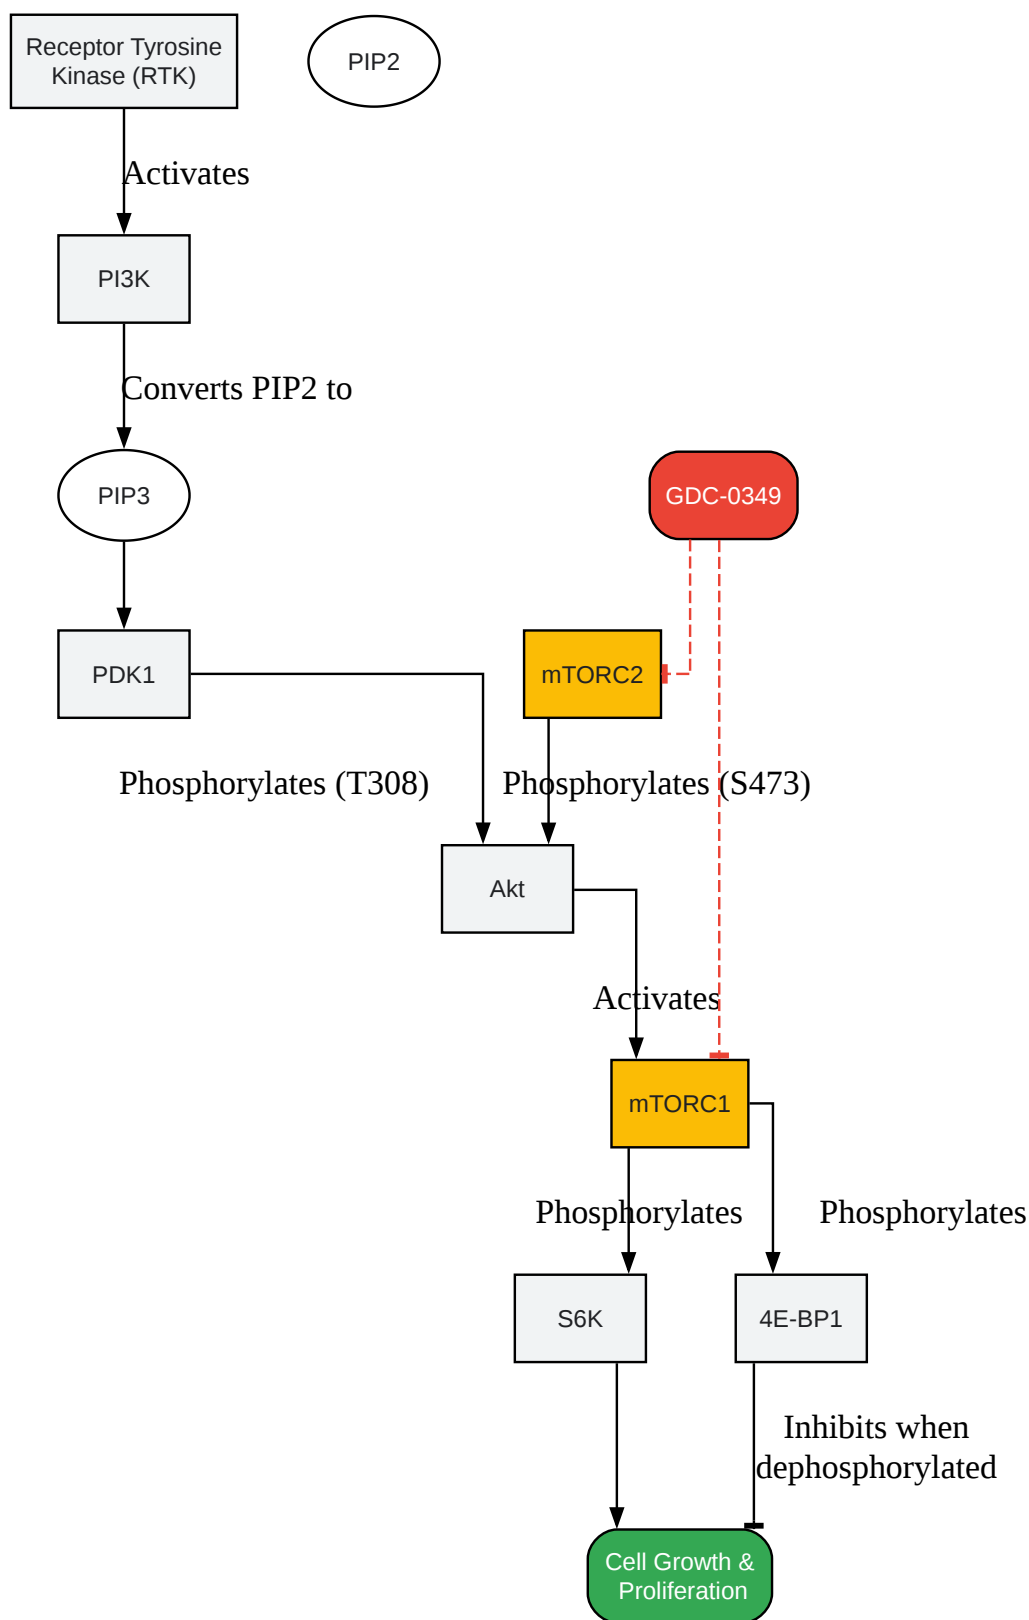 Receptor Tyrosine
Kinase (RTK)
PIP2
Activates
PI3K
Converts PIP2 to
PIP3
GDC-0349
PDK1
mTORC2
Phosphorylates (T308)
Phosphorylates (S473)
Akt
Activates
mTORC1
Phosphorylates
Phosphorylates
S6K
4E-BP1
Inhibits when
dephosphorylated
Cell Growth &
Proliferation